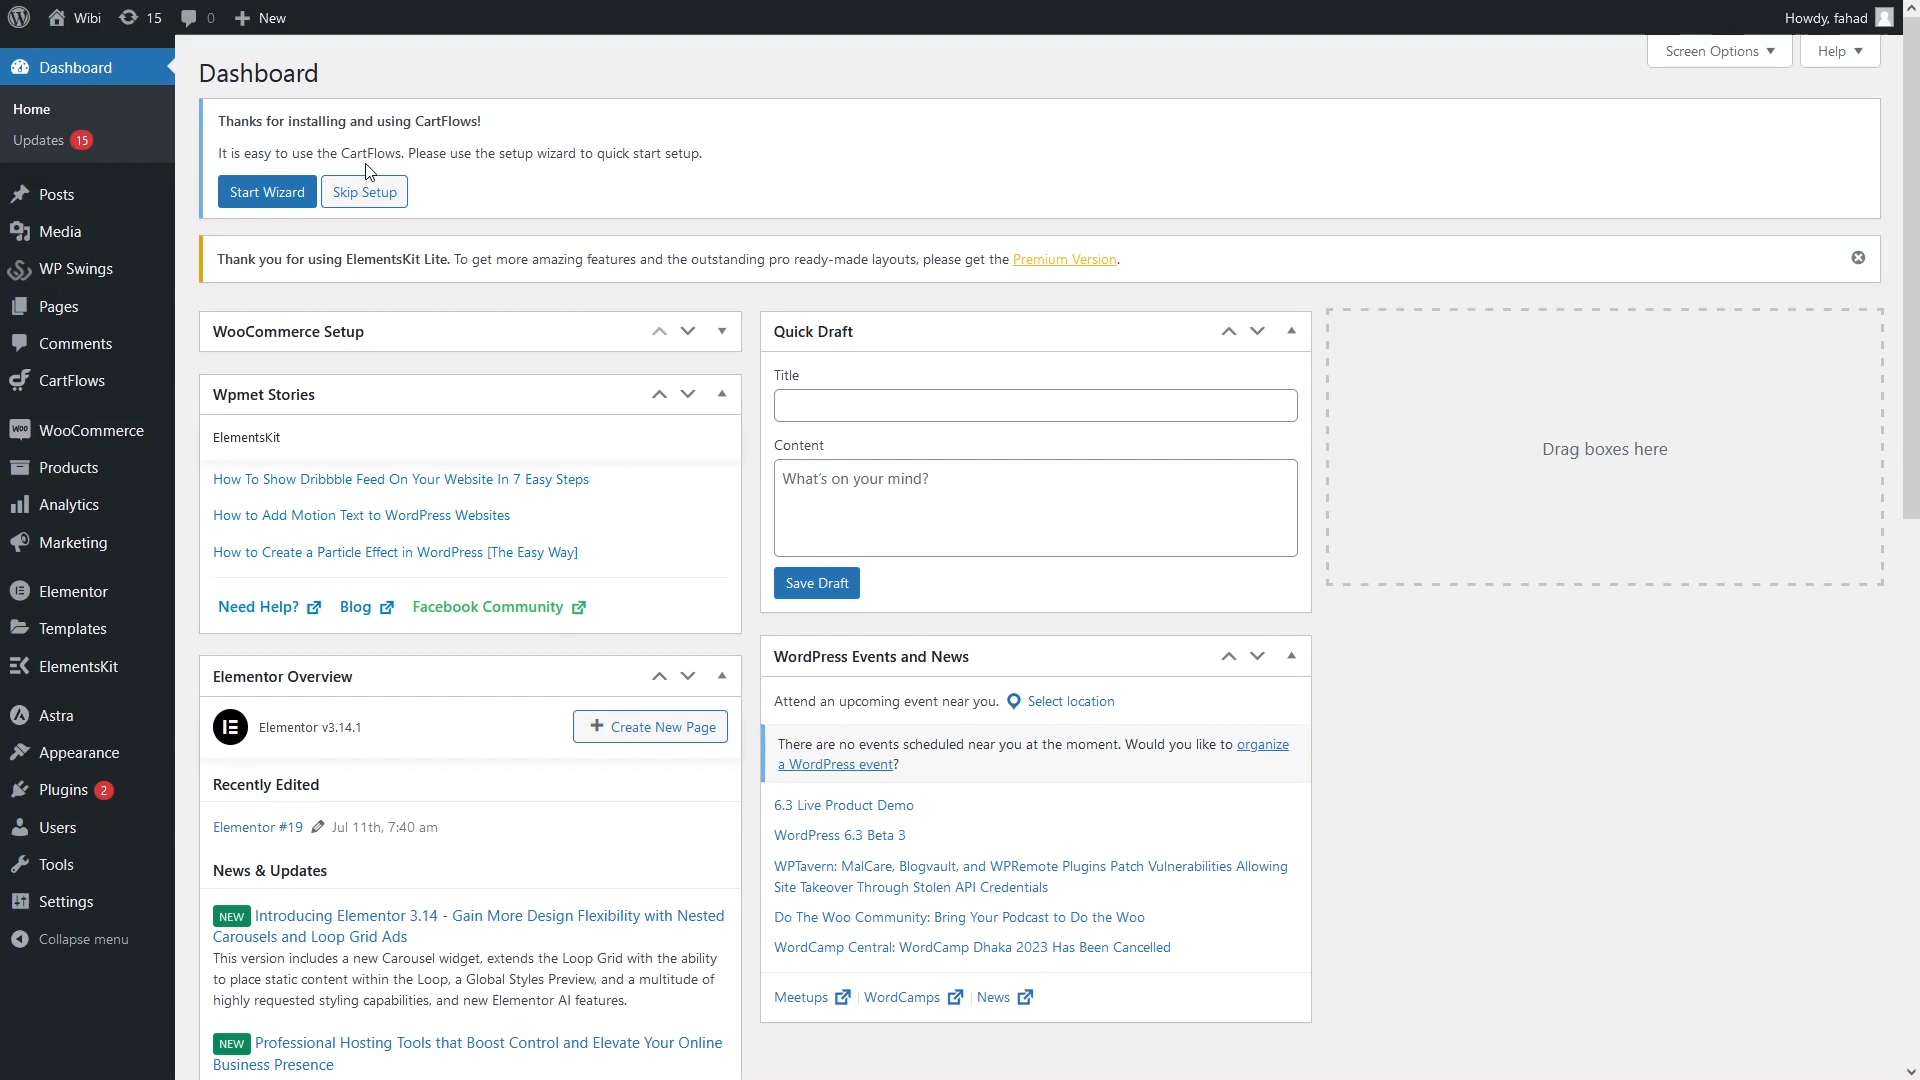 Wibi
15
0
New
Howdy, fahad
Dashboard
Home
Updates 15
Posts
Media
WP Swings
Pages
Comments
CartFlows
WooCommerce
Products
Analytics
Marketing
Elementor
Templates
ElementsKit
Astra
Appearance
Plugins 2
Users
Tools
Settings
Collapse menu
Screen Options
Help
Dashboard
Thanks for installing and using CartFlows!
It is easy to use the CartFlows. Please use the setup wizard to quick start setup.
Start Wizard
Skip Setup
Thank you for using ElementsKit Lite. To get more amazing features and the outstanding pro ready-made layouts, please get the Premium Version.
WooCommerce Setup
Wpmet Stories
ElementsKit
How To Show Dribbble Feed On Your Website In 7 Easy Steps
How to Add Motion Text to WordPress Websites
How to Create a Particle Effect in WordPress [The Easy Way]
Need Help?
Blog
Facebook Community
Elementor Overview
Elementor v3.14.1
Create New Page
Recently Edited
Elementor #19 Jul 11th, 7:40 am
News & Updates
NEW Introducing Elementor 3.14 - Gain More Design Flexibility with Nested
Carousels and Loop Grid Ads
This version includes a new Carousel widget, extends the Loop Grid with the ability
to place static content within the Loop, a Global Styles Preview, and a multitude of
highly requested styling capabilities, and new Elementor AI features.
NEW Professional Hosting Tools that Boost Control and Elevate Your Online
Business Presence
Quick Draft
Title
Content
What's on your mind?
Save Draft
WordPress Events and News
Attend an upcoming event near you. Select location
There are no events scheduled near you at the moment. Would you like to organize
a WordPress event?
6.3 Live Product Demo
WordPress 6.3 Beta 3
WPTavern: MalCare, Blogvault, and WPRemote Plugins Patch Vulnerabilities Allowing
Site Takeover Through Stolen API Credentials
Do The Woo Community: Bring Your Podcast to Do the Woo
WordCamp Central: WordCamp Dhaka 2023 Has Been Cancelled
Meetups | WordCamps | News
Drag boxes here